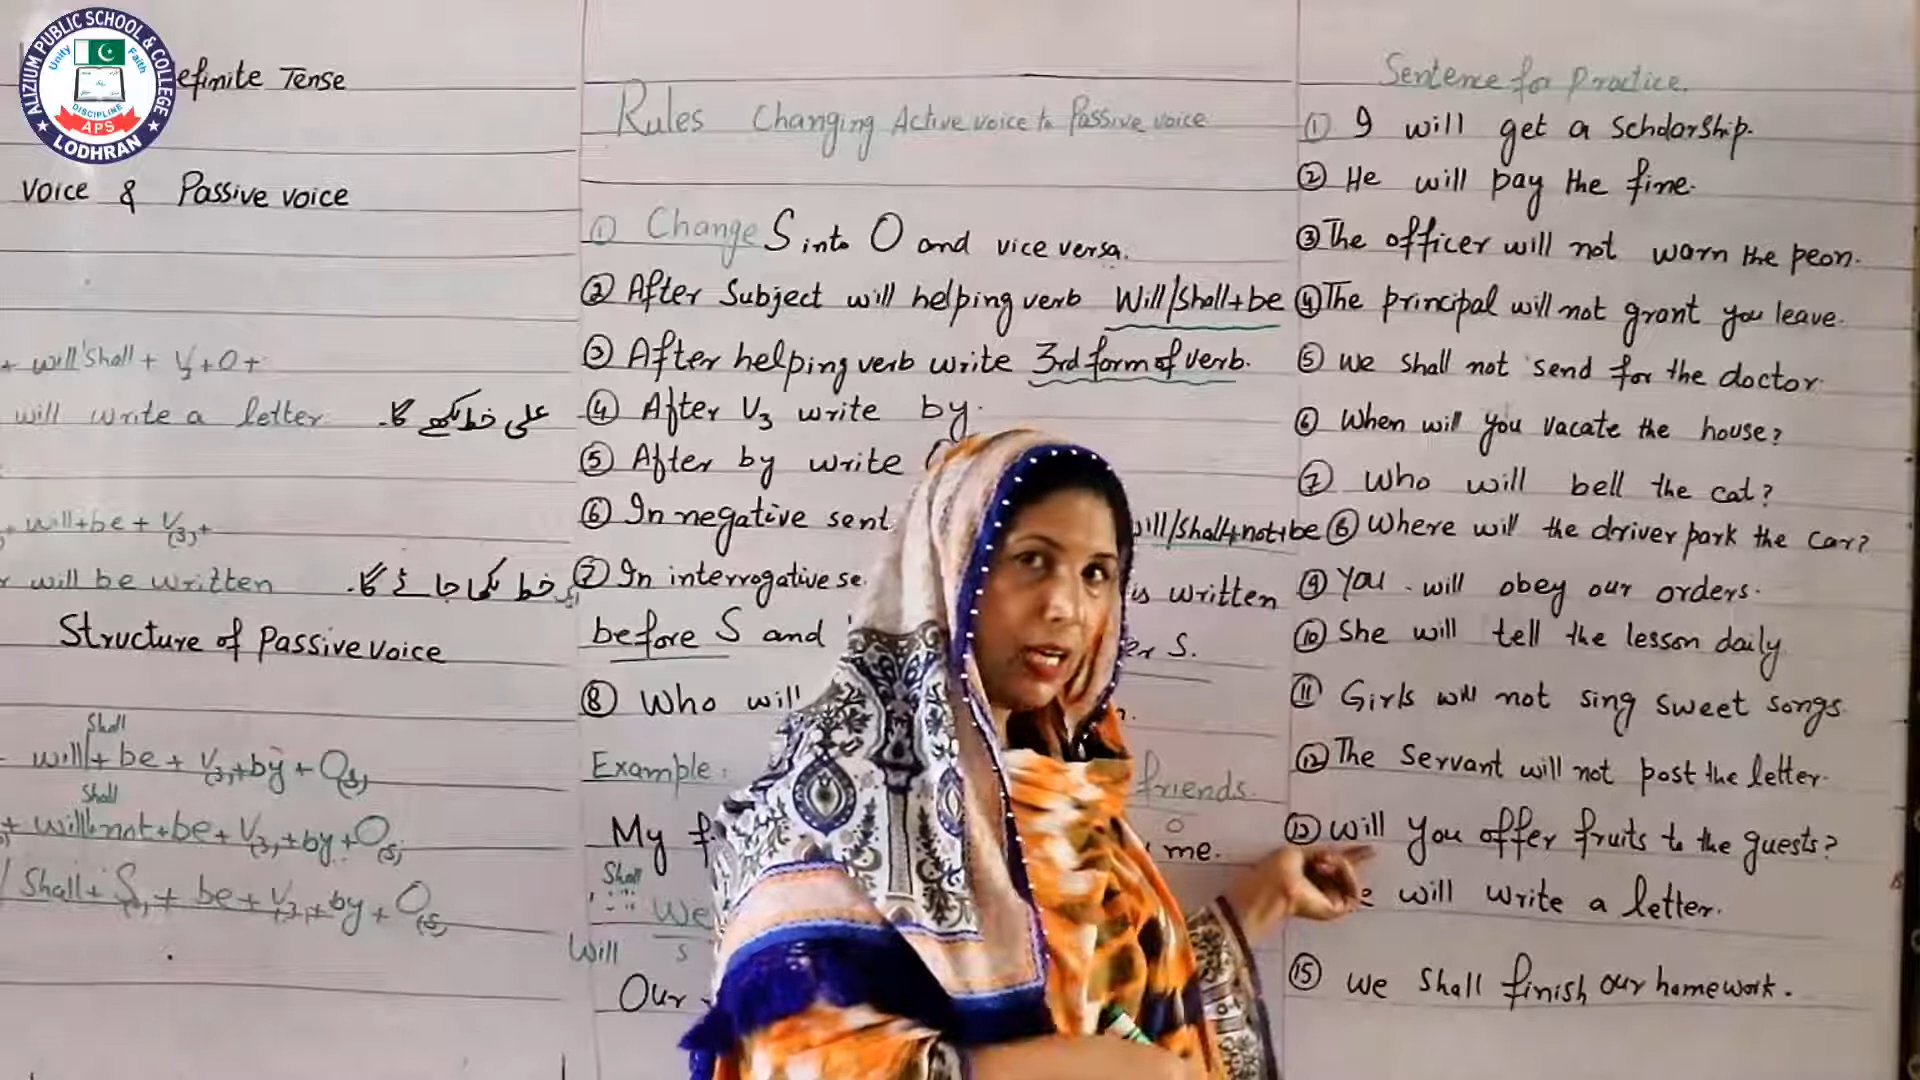 ALIZIUM PUBLIC SCHOOL & COLLEGE
Unity
Faith
DISCIPLINE
APS
LODHRAN
efinite Tense
voice & Passive voice
+ will shall + V + O +
will write a letter علی خط لکھے گا۔
will+be + V(3)+
will be written خط لکھا جائے گا۔
Structure of Passive voice
Shall
will + be + V(3)+by + O(s)
Shall
+ will+not+be+V(3)+by+O(s)
/ Shall+ S + be + V3 + by + O(s)
Rules Changing Active voice to Passive voice
① Change S into O and vice versa.
② After Subject will helping verb Will/Shall+be
③ After helping verb write 3rd form of verb.
④ After V3 write by.
⑤ After by write
⑥ In negative sent will/shall+not+be
⑦ In interrogative se is written
before S and er S.
⑧ Who will
Example: friends.
O
My f me.
Shall
We
Will S
Our
Sentence for Practice.
① I will get a scholarship.
② He will pay the fine.
③ The officer will not warn the peon.
④ The principal will not grant you leave.
⑤ We shall not send for the doctor.
⑥ When will you vacate the house?
⑦ Who will bell the cat?
⑧ Where will the driver park the car?
⑨ You will obey our orders.
⑩ She will tell the lesson daily
⑪ Girls will not sing sweet songs.
⑫ The Servant will not post the letter.
⑬ Will you offer fruits to the guests?
e will write a letter.
⑮ We shall finish our homework.